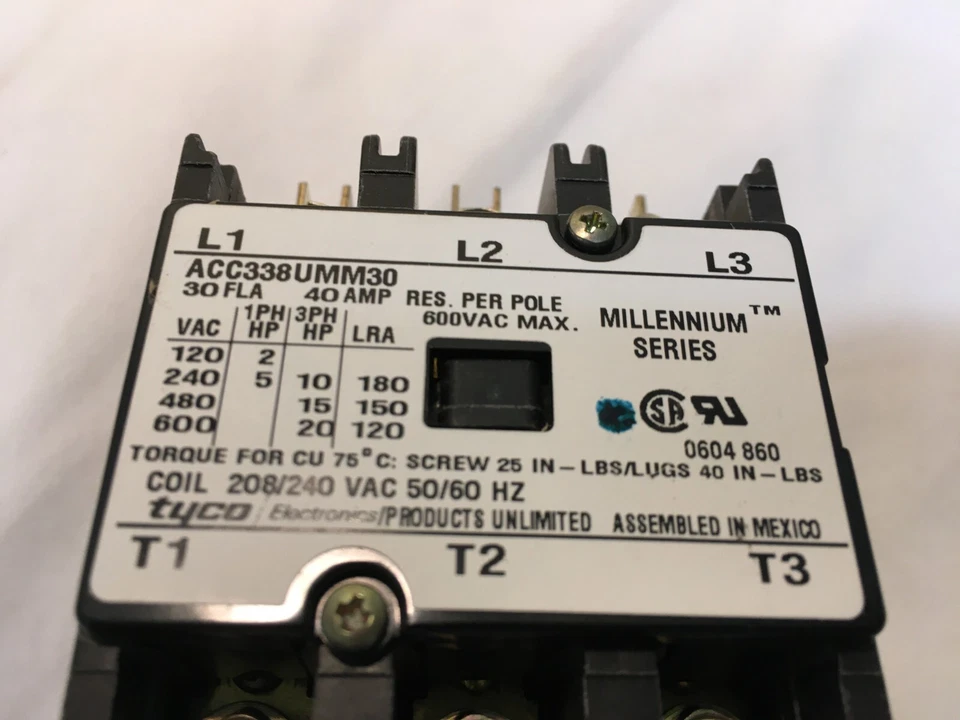 L1 L2 L3
ACC338UMM30
30 FLA 40 AMP RES. PER POLE
600VAC MAX.
MILLENNIUM™
SERIES
VAC 1PH HP 3PH HP LRA
120 2
240 5 10 180
480 15 150
600 20 120
SA RU
0604 860
TORQUE FOR CU 75°C: SCREW 25 IN-LBS/LUGS 40 IN-LBS
COIL 208/240 VAC 50/60 HZ
tyco / Electronics/PRODUCTS UNLIMITED ASSEMBLED IN MEXICO
T1 T2 T3